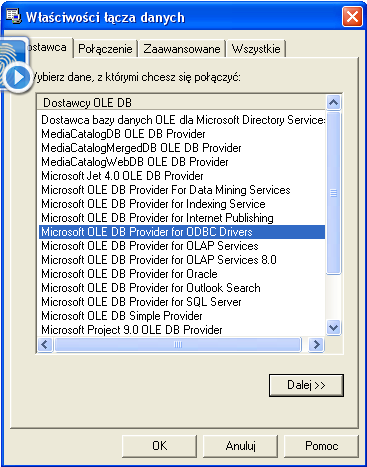 Właściwości łącza danych
ostawca Połączenie Zaawansowane Wszystkie
ybierz dane, z którymi chcesz się połączyć:
Dostawcy OLE DB
Dostawca bazy danych OLE dla Microsoft Directory Service:
MediaCatalogDB OLE DB Provider
MediaCatalogMergedDB OLE DB Provider
MediaCatalogWebDB OLE DB Provider
Microsoft Jet 4.0 OLE DB Provider
Microsoft OLE DB Provider For Data Mining Services
Microsoft OLE DB Provider for Indexing Service
Microsoft OLE DB Provider for Internet Publishing
Microsoft OLE DB Provider for ODBC Drivers
Microsoft OLE DB Provider for OLAP Services
Microsoft OLE DB Provider for OLAP Services 8.0
Microsoft OLE DB Provider for Oracle
Microsoft OLE DB Provider for Outlook Search
Microsoft OLE DB Provider for SQL Server
Microsoft OLE DB Simple Provider
Microsoft Project 9.0 OLE DB Provider
Dalej >>
OK Anuluj Pomoc